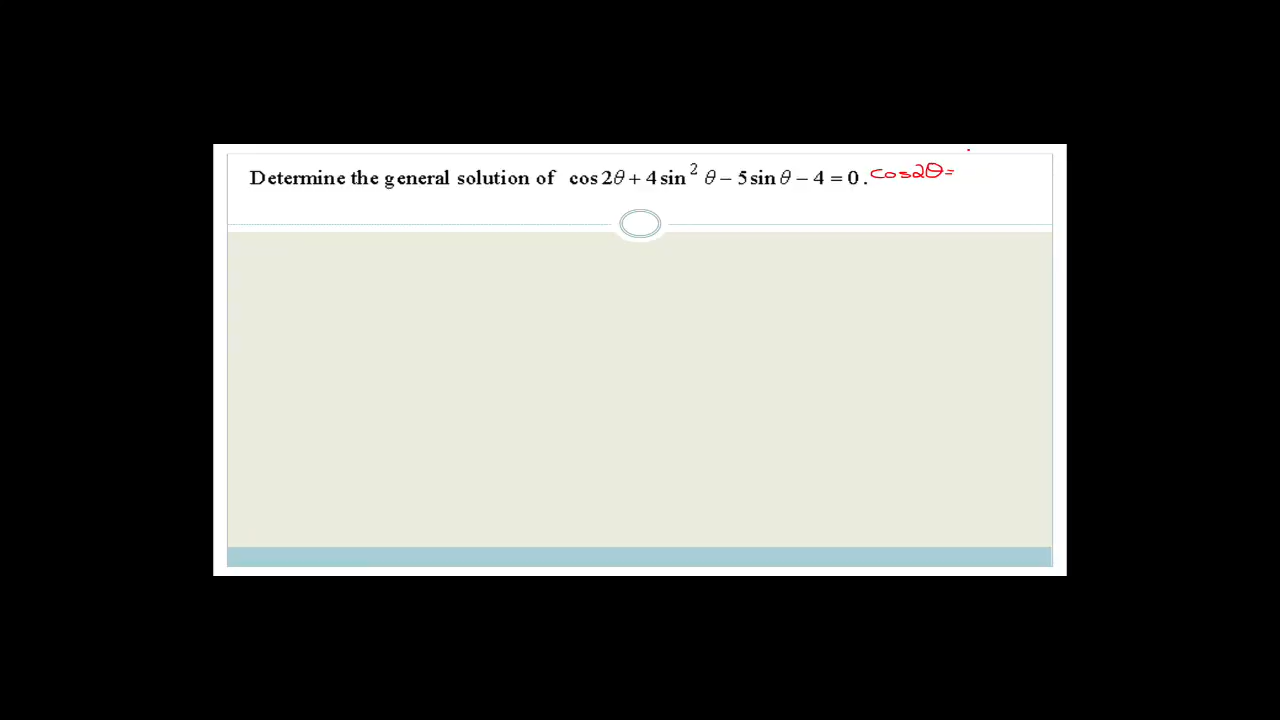 Determine the general solution of cos 2θ + 4 sin² θ − 5 sin θ − 4 = 0. cos2θ=